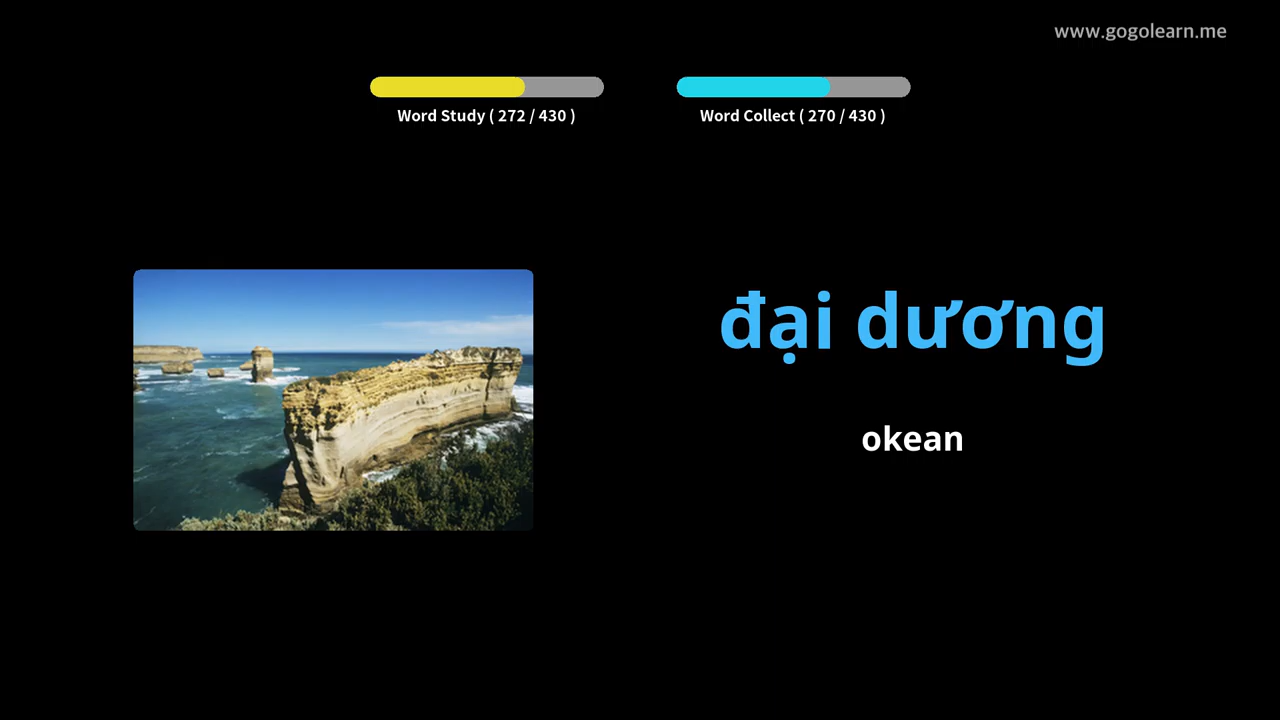 www.gogolearn.me
Word Study ( 272 / 430 )
Word Collect ( 270 / 430 )
đại dương
okean